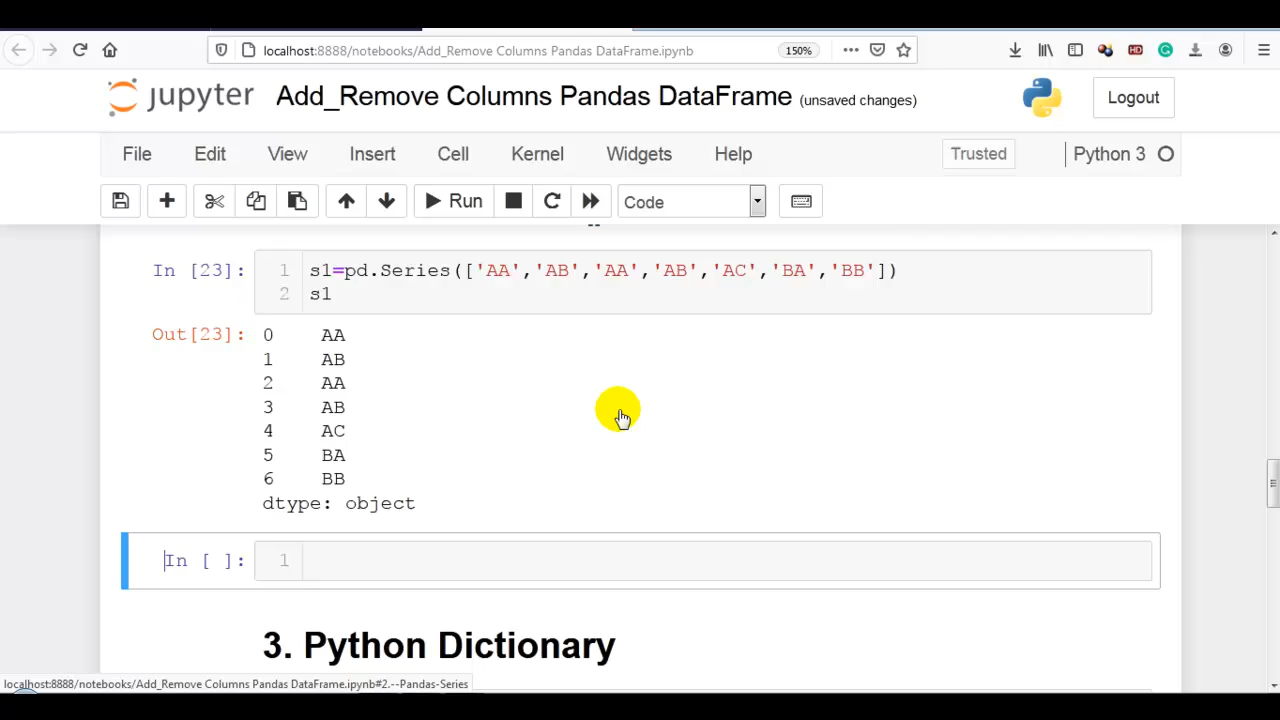 localhost:8888/notebooks/Add_Remove Columns Pandas DataFrame.ipynb 150% HD
jupyter Add_Remove Columns Pandas DataFrame (unsaved changes) Logout
File Edit View Insert Cell Kernel Widgets Help Trusted Python 3
Run Code
In [23]: 1 s1=pd.Series(['AA','AB','AA','AB','AC','BA','BB'])
2 s1
Out[23]: 0 AA
1 AB
2 AA
3 AB
4 AC
5 BA
6 BB
dtype: object
In [ ]: 1
3. Python Dictionary
localhost:8888/notebooks/Add_Remove Columns Pandas DataFrame.ipynb#2.--Pandas-Series